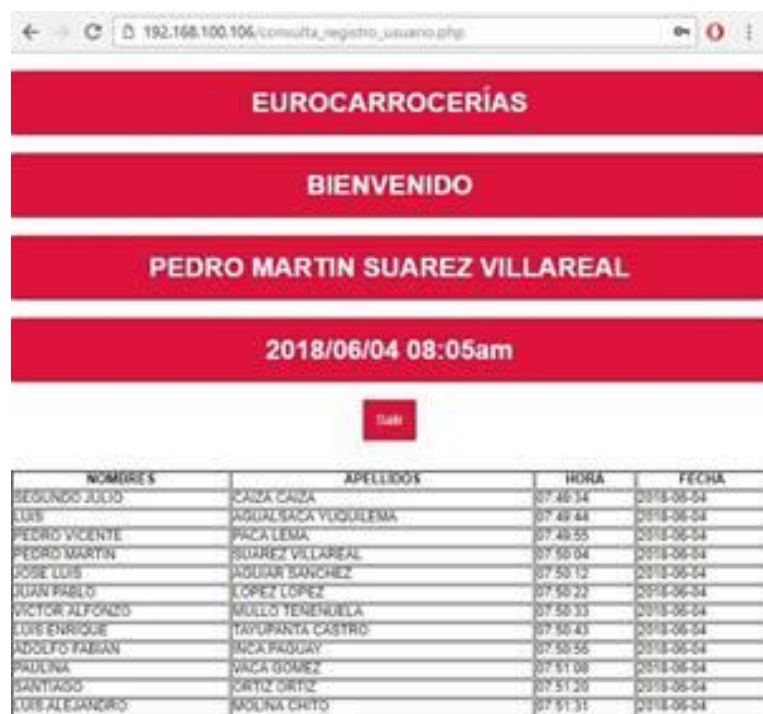 192.168.100.106/consulta_registro_usuario.php
EUROCARROCERÍAS
BIENVENIDO
PEDRO MARTIN SUAREZ VILLAREAL
2018/06/04 08:05am
Salir
NOMBRES APELLIDOS HORA FECHA
SEGUNDO JULIO CAIZA CAIZA 07:49:34 2018-06-04
LUIS AGUALSACA YUQUILEMA 07:49:44 2018-06-04
PEDRO VICENTE PACA LEMA 07:49:55 2018-06-04
PEDRO MARTIN SUAREZ VILLAREAL 07:50:04 2018-06-04
JOSE LUIS AGUIAR SANCHEZ 07:50:12 2018-06-04
JUAN PABLO LOPEZ LOPEZ 07:50:22 2018-06-04
VICTOR ALFONZO MULLO TENENUELA 07:50:33 2018-06-04
LUIS ENRIQUE TAYUPANTA CASTRO 07:50:43 2018-06-04
ADOLFO FABIAN INCA PAGUAY 07:50:56 2018-06-04
PAULINA VACA GOMEZ 07:51:08 2018-06-04
SANTIAGO ORTIZ ORTIZ 07:51:20 2018-06-04
LUIS ALEJANDRO MOLINA CHITO 07:51:31 2018-06-04